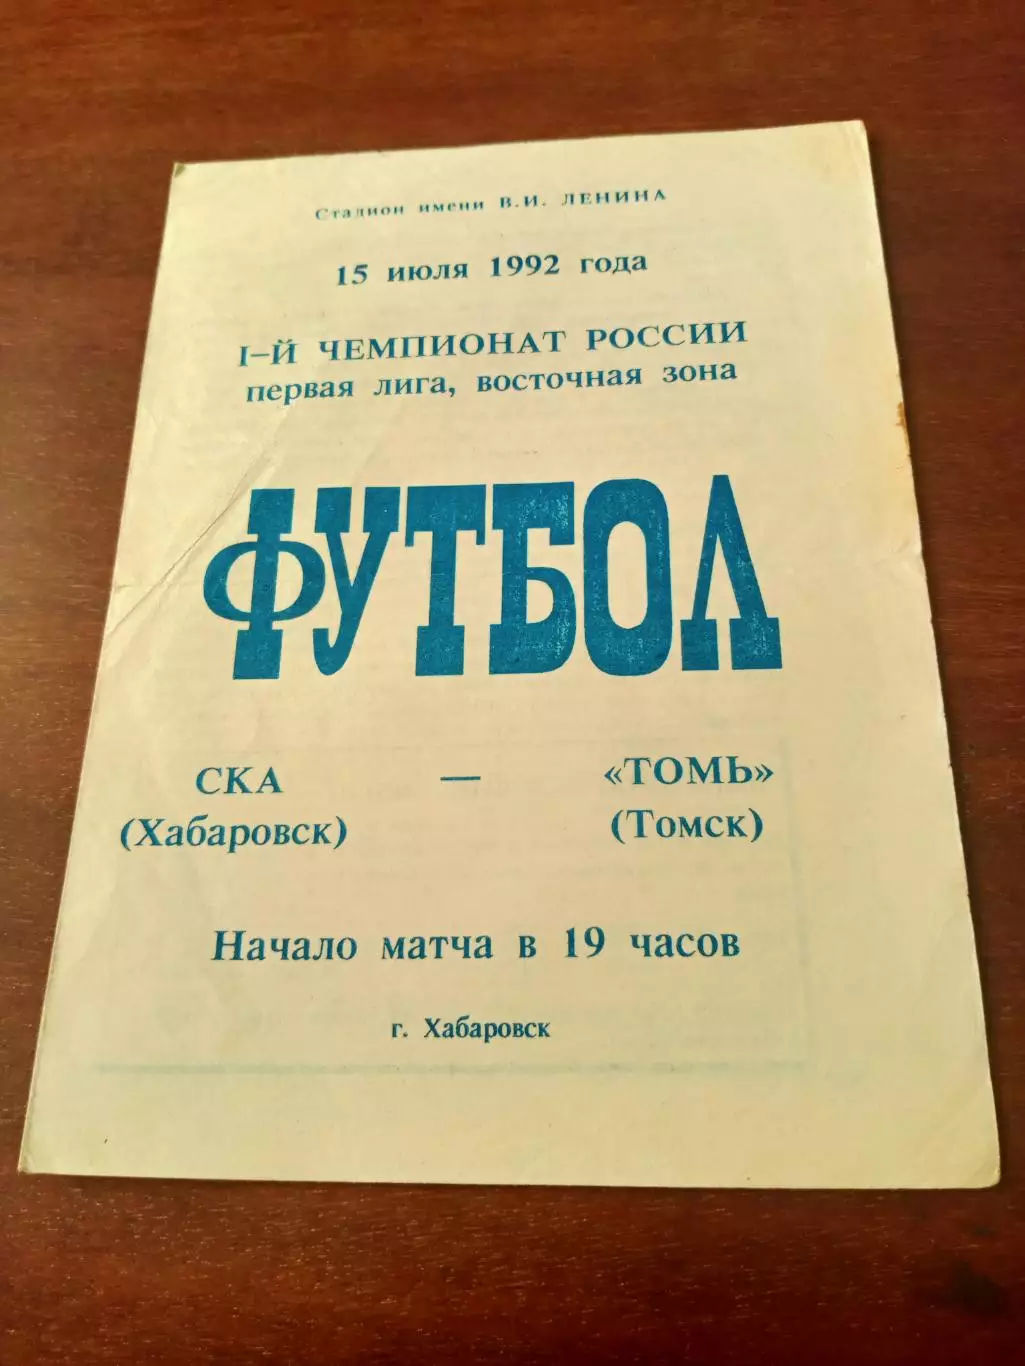 Стадион имени В.И. ЛЕНИНА
15 июля 1992 года
I-Й ЧЕМПИОНАТ РОССИИ
первая лига, восточная зона
ФУТБОЛ
СКА — «ТОМЬ»
(Хабаровск) (Томск)
Начало матча в 19 часов
г. Хабаровск